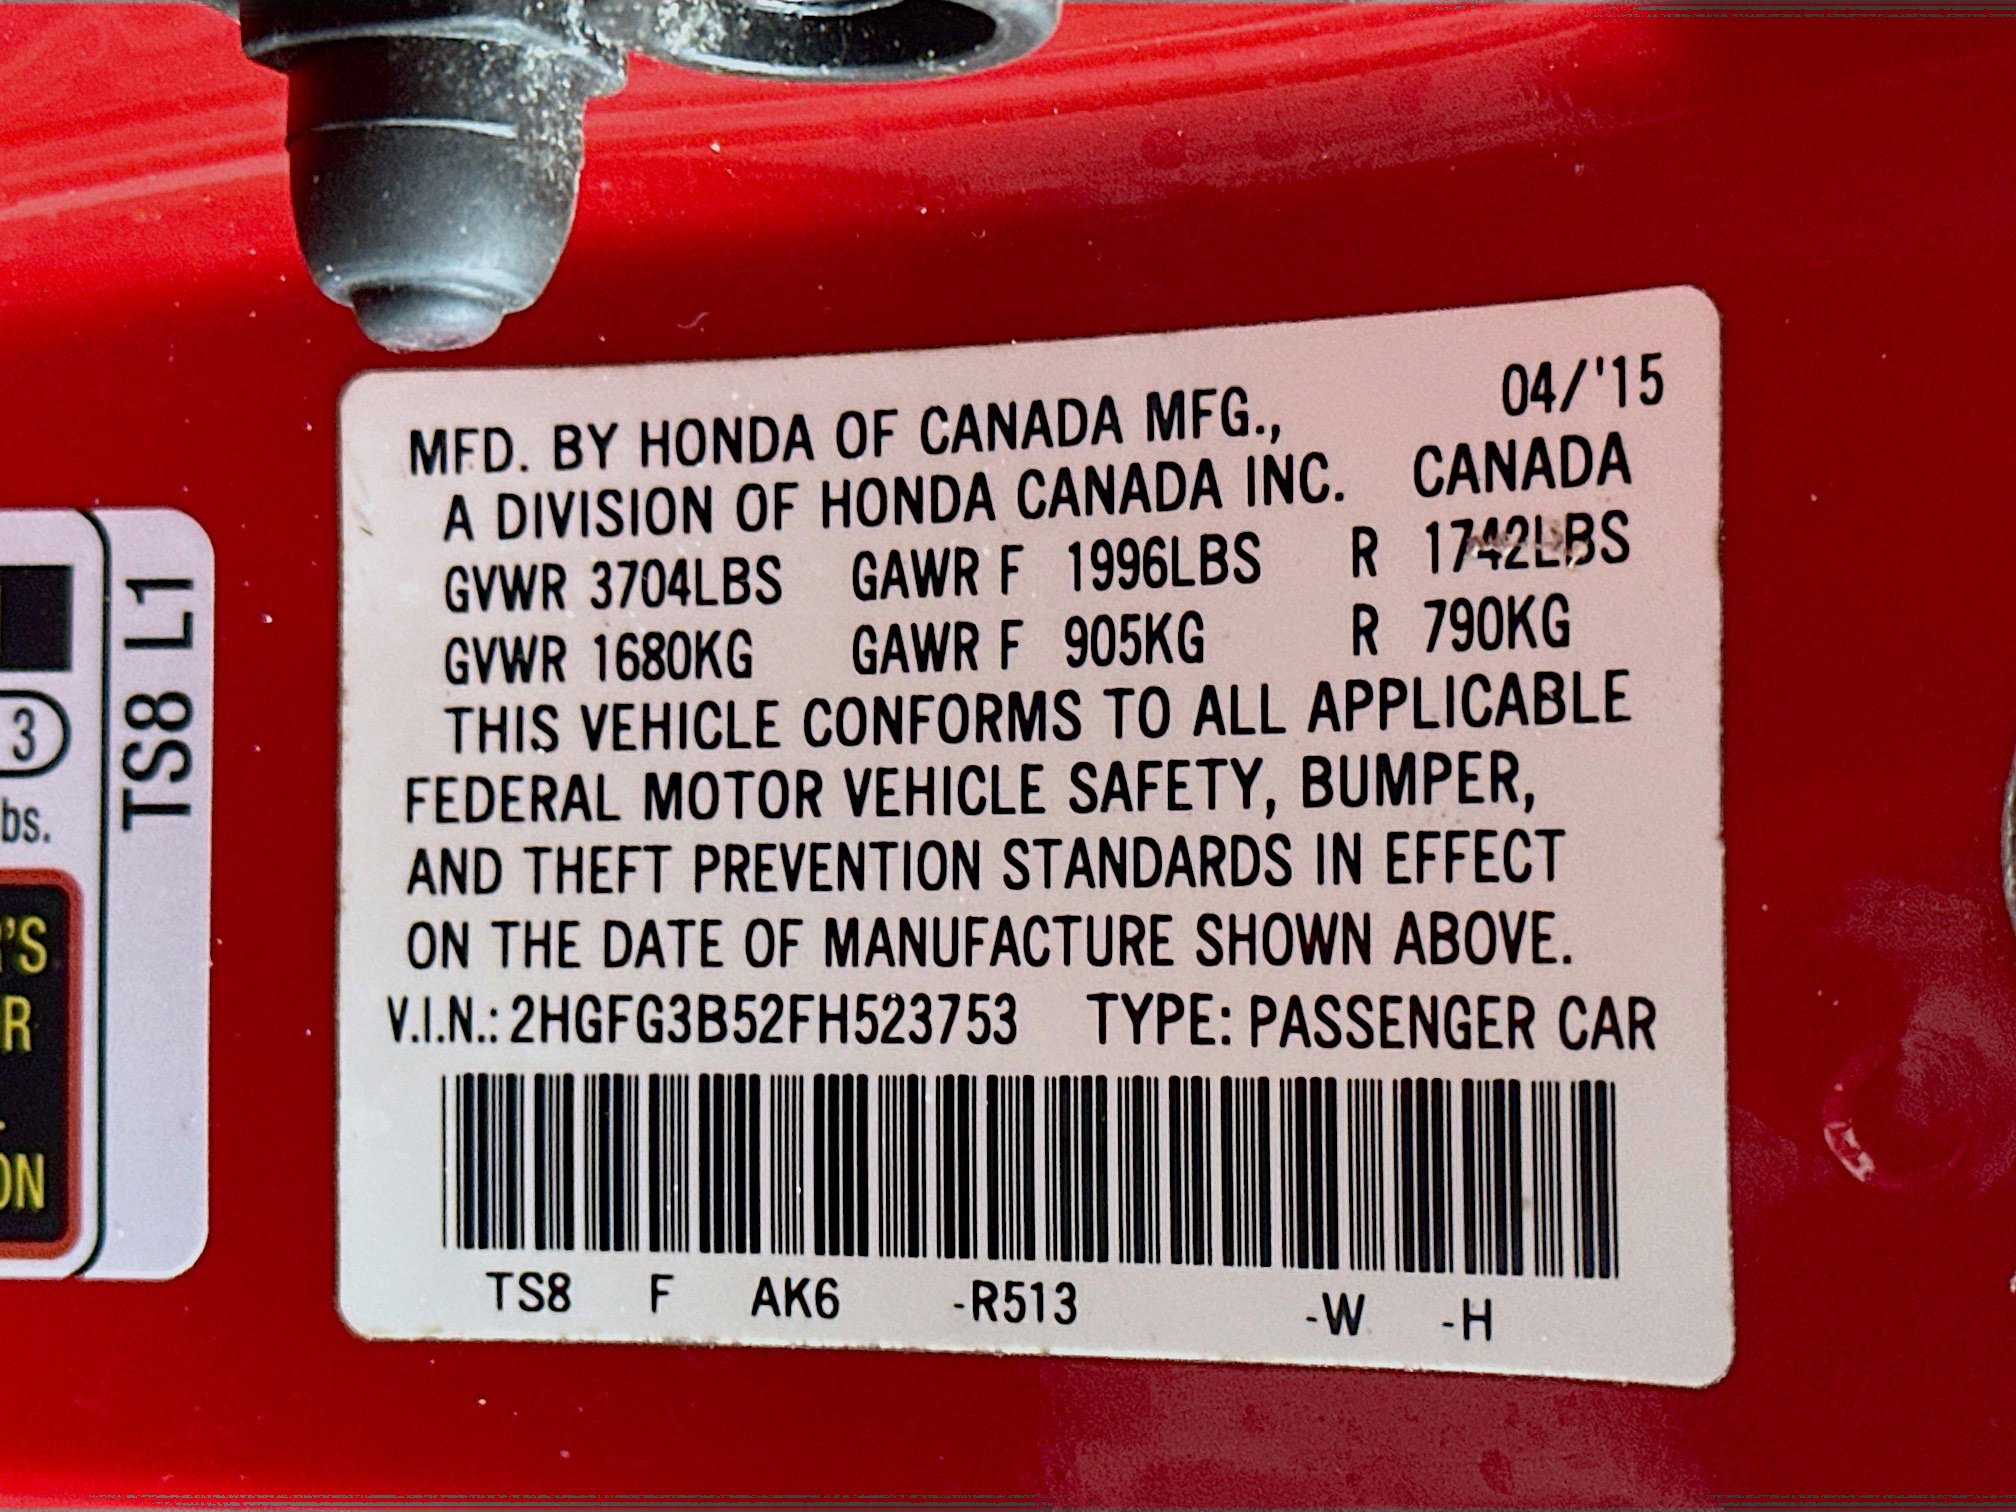 MFD. BY HONDA OF CANADA MFG., 04/'15
A DIVISION OF HONDA CANADA INC. CANADA
GVWR 3704LBS GAWR F 1996LBS R 1742LBS
GVWR 1680KG GAWR F 905KG R 790KG
THIS VEHICLE CONFORMS TO ALL APPLICABLE
FEDERAL MOTOR VEHICLE SAFETY, BUMPER,
AND THEFT PREVENTION STANDARDS IN EFFECT
ON THE DATE OF MANUFACTURE SHOWN ABOVE.
V.I.N.: 2HGFG3B52FH523753 TYPE: PASSENGER CAR
TS8 F AK6 -R513 -W -H
TS8 L1
3
bs.
'S
R
ON